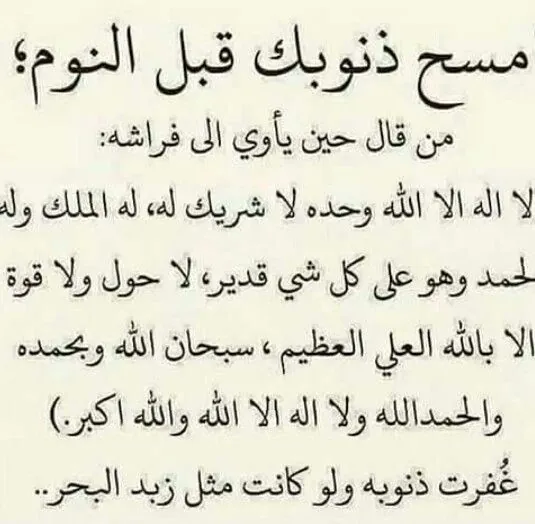 امسح ذنوبك قبل النوم؛
من قال حين يأوي الى فراشه:
لا اله الا الله وحده لا شريك له، له الملك وله
لحمد وهو على كل شي قدير، لا حول ولا قوة
الا بالله العلي العظيم ، سبحان الله وبحمده
والحمدالله ولا اله الا الله والله اكبر.)
غُفرت ذنوبه ولو كانت مثل زبد البحر..